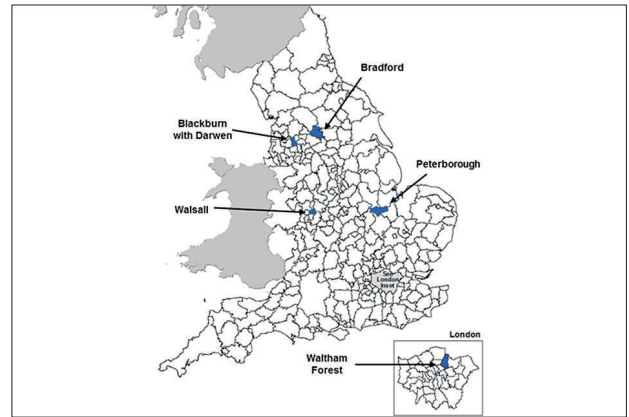 Bradford
Blackburn
with Darwen
Peterborough
Walsall
See
London
Inset
London
Waltham
Forest